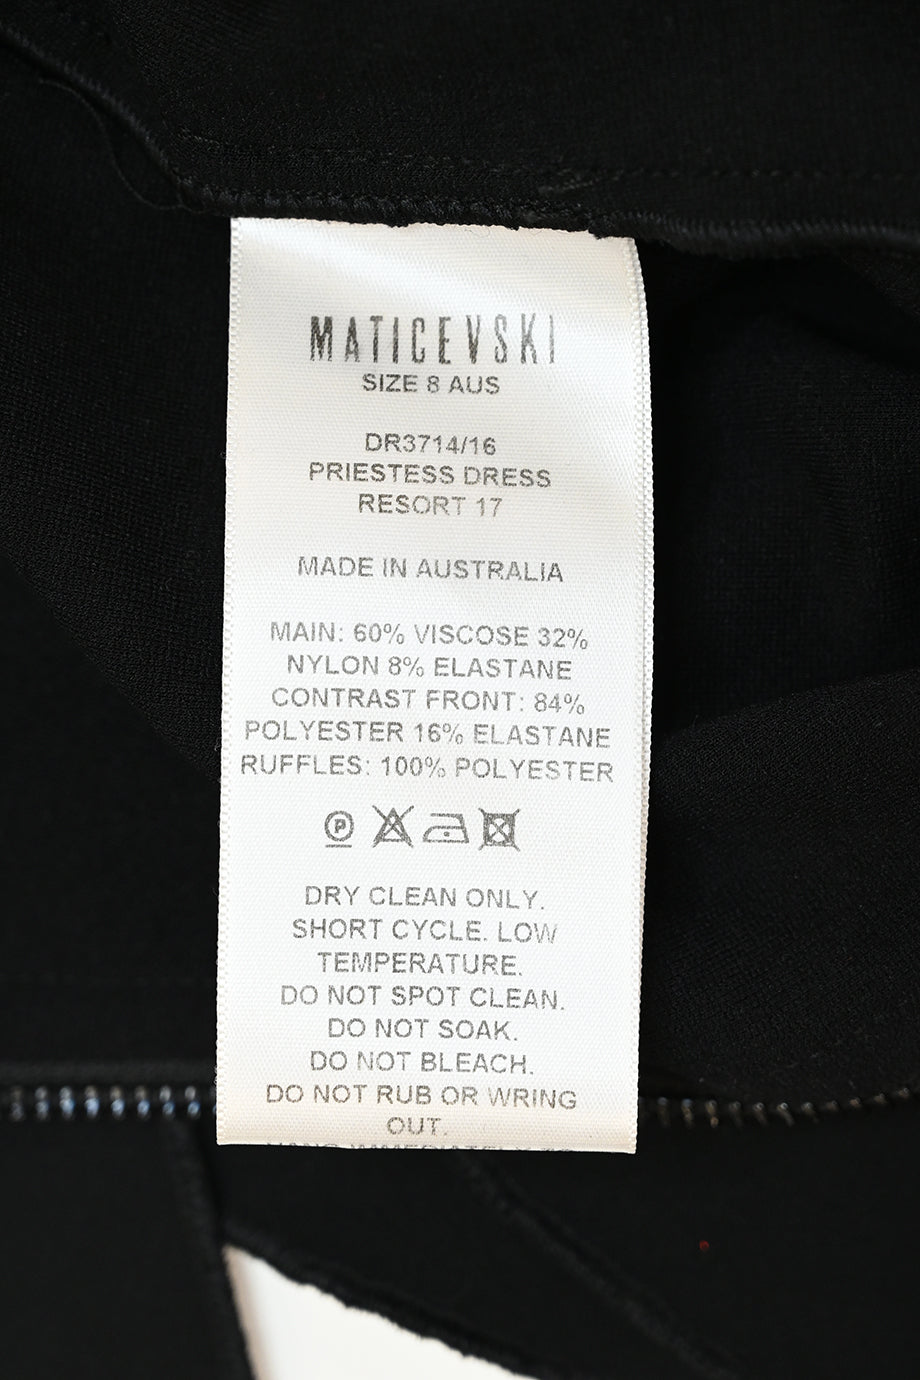 MATICEVSKI
SIZE 8 AUS
DR3714/16
PRIESTESS DRESS
RESORT 17
MADE IN AUSTRALIA
MAIN: 60% VISCOSE 32%
NYLON 8% ELASTANE
CONTRAST FRONT: 84%
POLYESTER 16% ELASTANE
RUFFLES: 100% POLYESTER
P
DRY CLEAN ONLY.
SHORT CYCLE. LOW
TEMPERATURE.
DO NOT SPOT CLEAN.
DO NOT SOAK.
DO NOT BLEACH.
DO NOT RUB OR WRING
OUT.